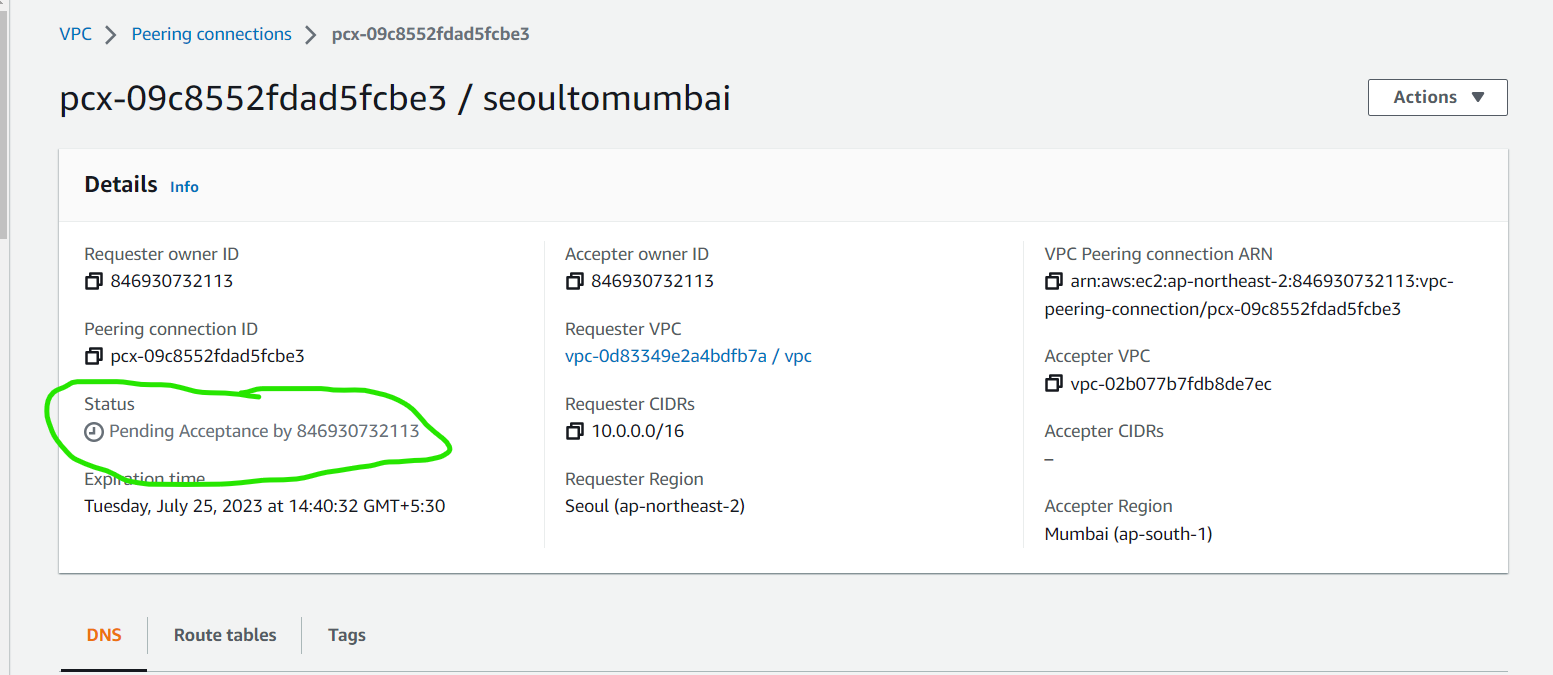 VPC > Peering connections > pcx-09c8552fdad5fcbe3
pcx-09c8552fdad5fcbe3 / seoultomumbai
Actions
Details Info
Requester owner ID
846930732113
Peering connection ID
pcx-09c8552fdad5fcbe3
Status
Pending Acceptance by 846930732113
Expiration time
Tuesday, July 25, 2023 at 14:40:32 GMT+5:30
Accepter owner ID
846930732113
Requester VPC
vpc-0d83349e2a4bdfb7a / vpc
Requester CIDRs
10.0.0.0/16
Requester Region
Seoul (ap-northeast-2)
VPC Peering connection ARN
arn:aws:ec2:ap-northeast-2:846930732113:vpc-
peering-connection/pcx-09c8552fdad5fcbe3
Accepter VPC
vpc-02b077b7fdb8de7ec
Accepter CIDRs
–
Accepter Region
Mumbai (ap-south-1)
DNS
Route tables
Tags